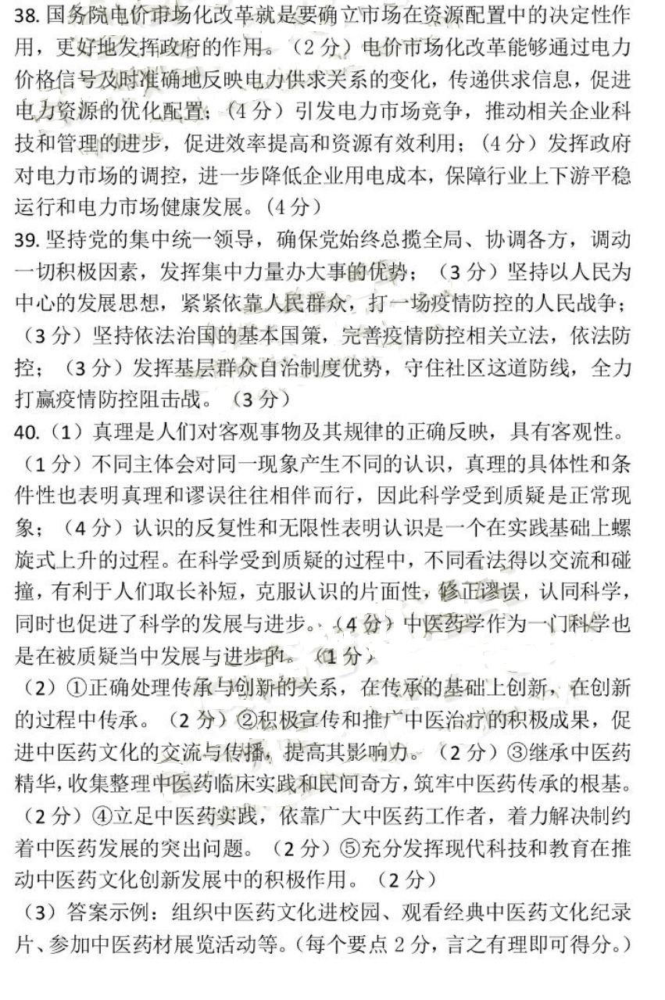 38. 国务院电价市场化改革就是要确立市场在资源配置中的决定性作
用，更好地发挥政府的作用。（2 分）电价市场化改革能够通过电力
价格信号及时准确地反映电力供求关系的变化，传递供求信息，促进
电力资源的优化配置；（4 分）引发电力市场竞争，推动相关企业科
技和管理的进步，促进效率提高和资源有效利用；（4 分）发挥政府
对电力市场的调控，进一步降低企业用电成本，保障行业上下游平稳
运行和电力市场健康发展。（4 分）
39. 坚持党的集中统一领导，确保党始终总揽全局、协调各方，调动
一切积极因素，发挥集中力量办大事的优势；（3 分）坚持以人民为
中心的发展思想，紧紧依靠人民群众，打一场疫情防控的人民战争；
（3 分）坚持依法治国的基本国策，完善疫情防控相关立法，依法防
控；（3 分）发挥基层群众自治制度优势，守住社区这道防线，全力
打赢疫情防控阻击战。（3 分）
40.（1）真理是人们对客观事物及其规律的正确反映，具有客观性。
（1 分）不同主体会对同一现象产生不同的认识，真理的具体性和条
件性也表明真理和谬误往往相伴而行，因此科学受到质疑是正常现
象；（4 分）认识的反复性和无限性表明认识是一个在实践基础上螺
旋式上升的过程。在科学受到质疑的过程中，不同看法得以交流和碰
撞，有利于人们取长补短，克服认识的片面性，修正谬误，认同科学，
同时也促进了科学的发展与进步。（4 分）中医药学作为一门科学也
是在被质疑当中发展与进步的。（1 分）
（2）①正确处理传承与创新的关系，在传承的基础上创新，在创新
的过程中传承。（2 分）②积极宣传和推广中医治疗的积极成果，促
进中医药文化的交流与传播，提高其影响力。（2 分）③继承中医药
精华，收集整理中医药临床实践和民间奇方，筑牢中医药传承的根基。
（2 分）④立足中医药实践，依靠广大中医药工作者，着力解决制约
着中医药发展的突出问题。（2 分）⑤充分发挥现代科技和教育在推
动中医药文化创新发展中的积极作用。（2 分）
（3）答案示例：组织中医药文化进校园、观看经典中医药文化纪录
片、参加中医药材展览活动等。（每个要点 2 分，言之有理即可得分。）